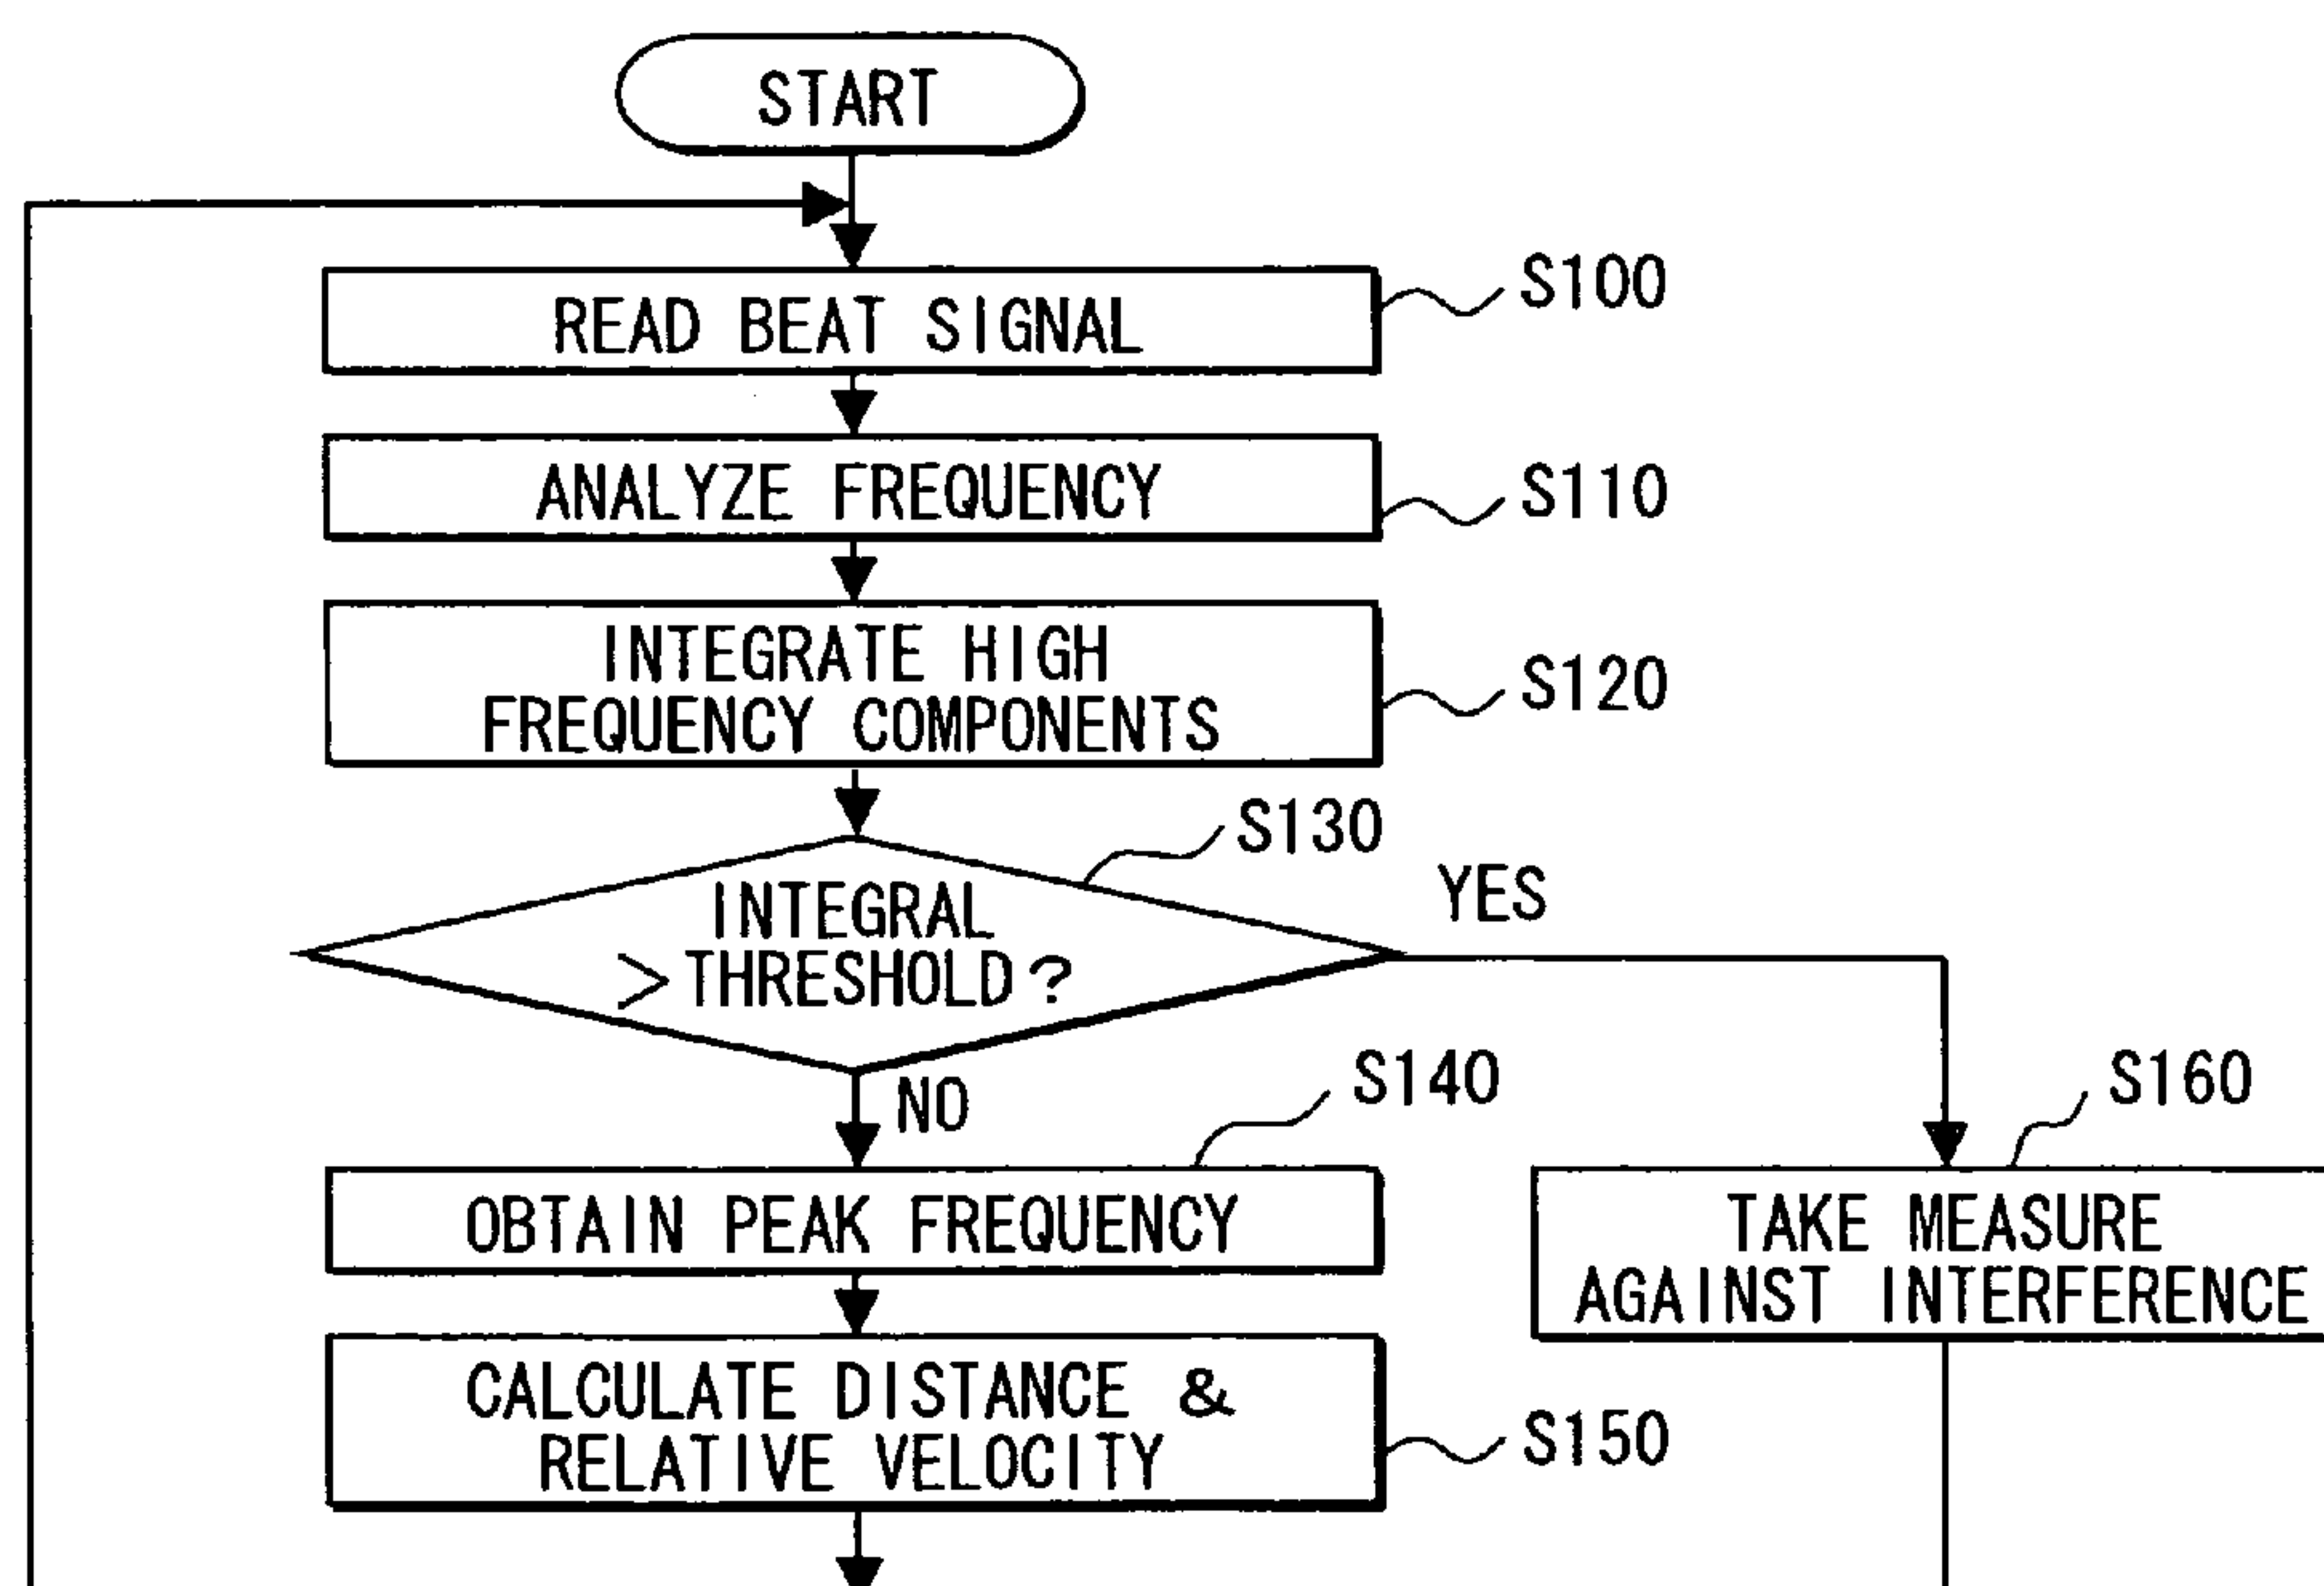 START
READ BEAT SIGNAL
S100
ANALYZE FREQUENCY
S110
INTEGRATE HIGH
FREQUENCY COMPONENTS
S120
S130
INTEGRAL
>THRESHOLD?
YES
NO
S140
OBTAIN PEAK FREQUENCY
S160
TAKE MEASURE
AGAINST INTERFERENCE
CALCULATE DISTANCE &
RELATIVE VELOCITY
S150